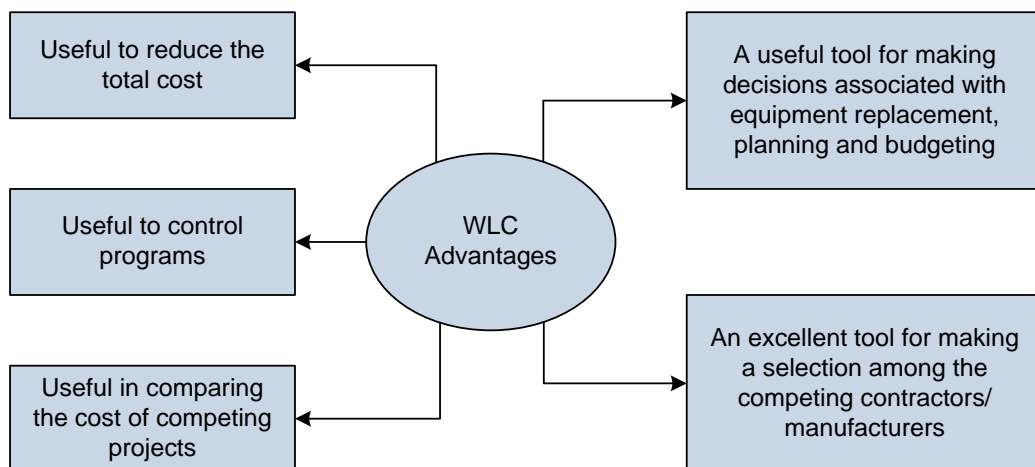 Useful to reduce the
total cost
A useful tool for making
decisions associated with
equipment replacement,
planning and budgeting
WLC
Advantages
Useful to control
programs
Useful in comparing
the cost of competing
projects
An excellent tool for making
a selection among the
competing contractors/
manufacturers